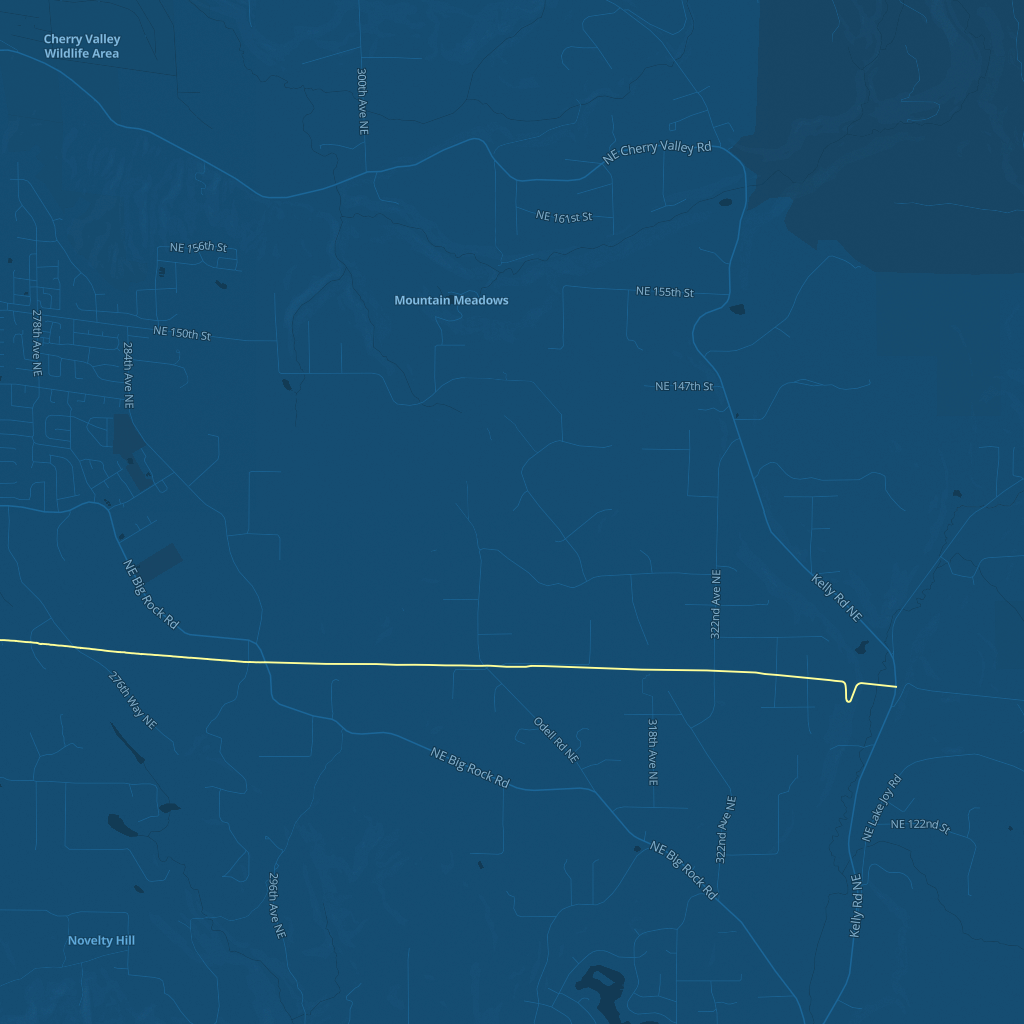 Cherry Valley
Wildlife Area
300th Ave NE
NE Cherry Valley Rd
NE 161st St
NE 156th St
NE 155th St
Mountain Meadows
278th Ave NE
NE 150th St
284th Ave NE
NE 147th St
NE Big Rock Rd
322nd Ave NE
Kelly Rd NE
276th Way NE
Odell Rd NE
318th Ave NE
NE Big Rock Rd
322nd Ave NE
NE Lake Joy Rd
NE 122nd St
NE Big Rock Rd
296th Ave NE
Kelly Rd NE
Novelty Hill